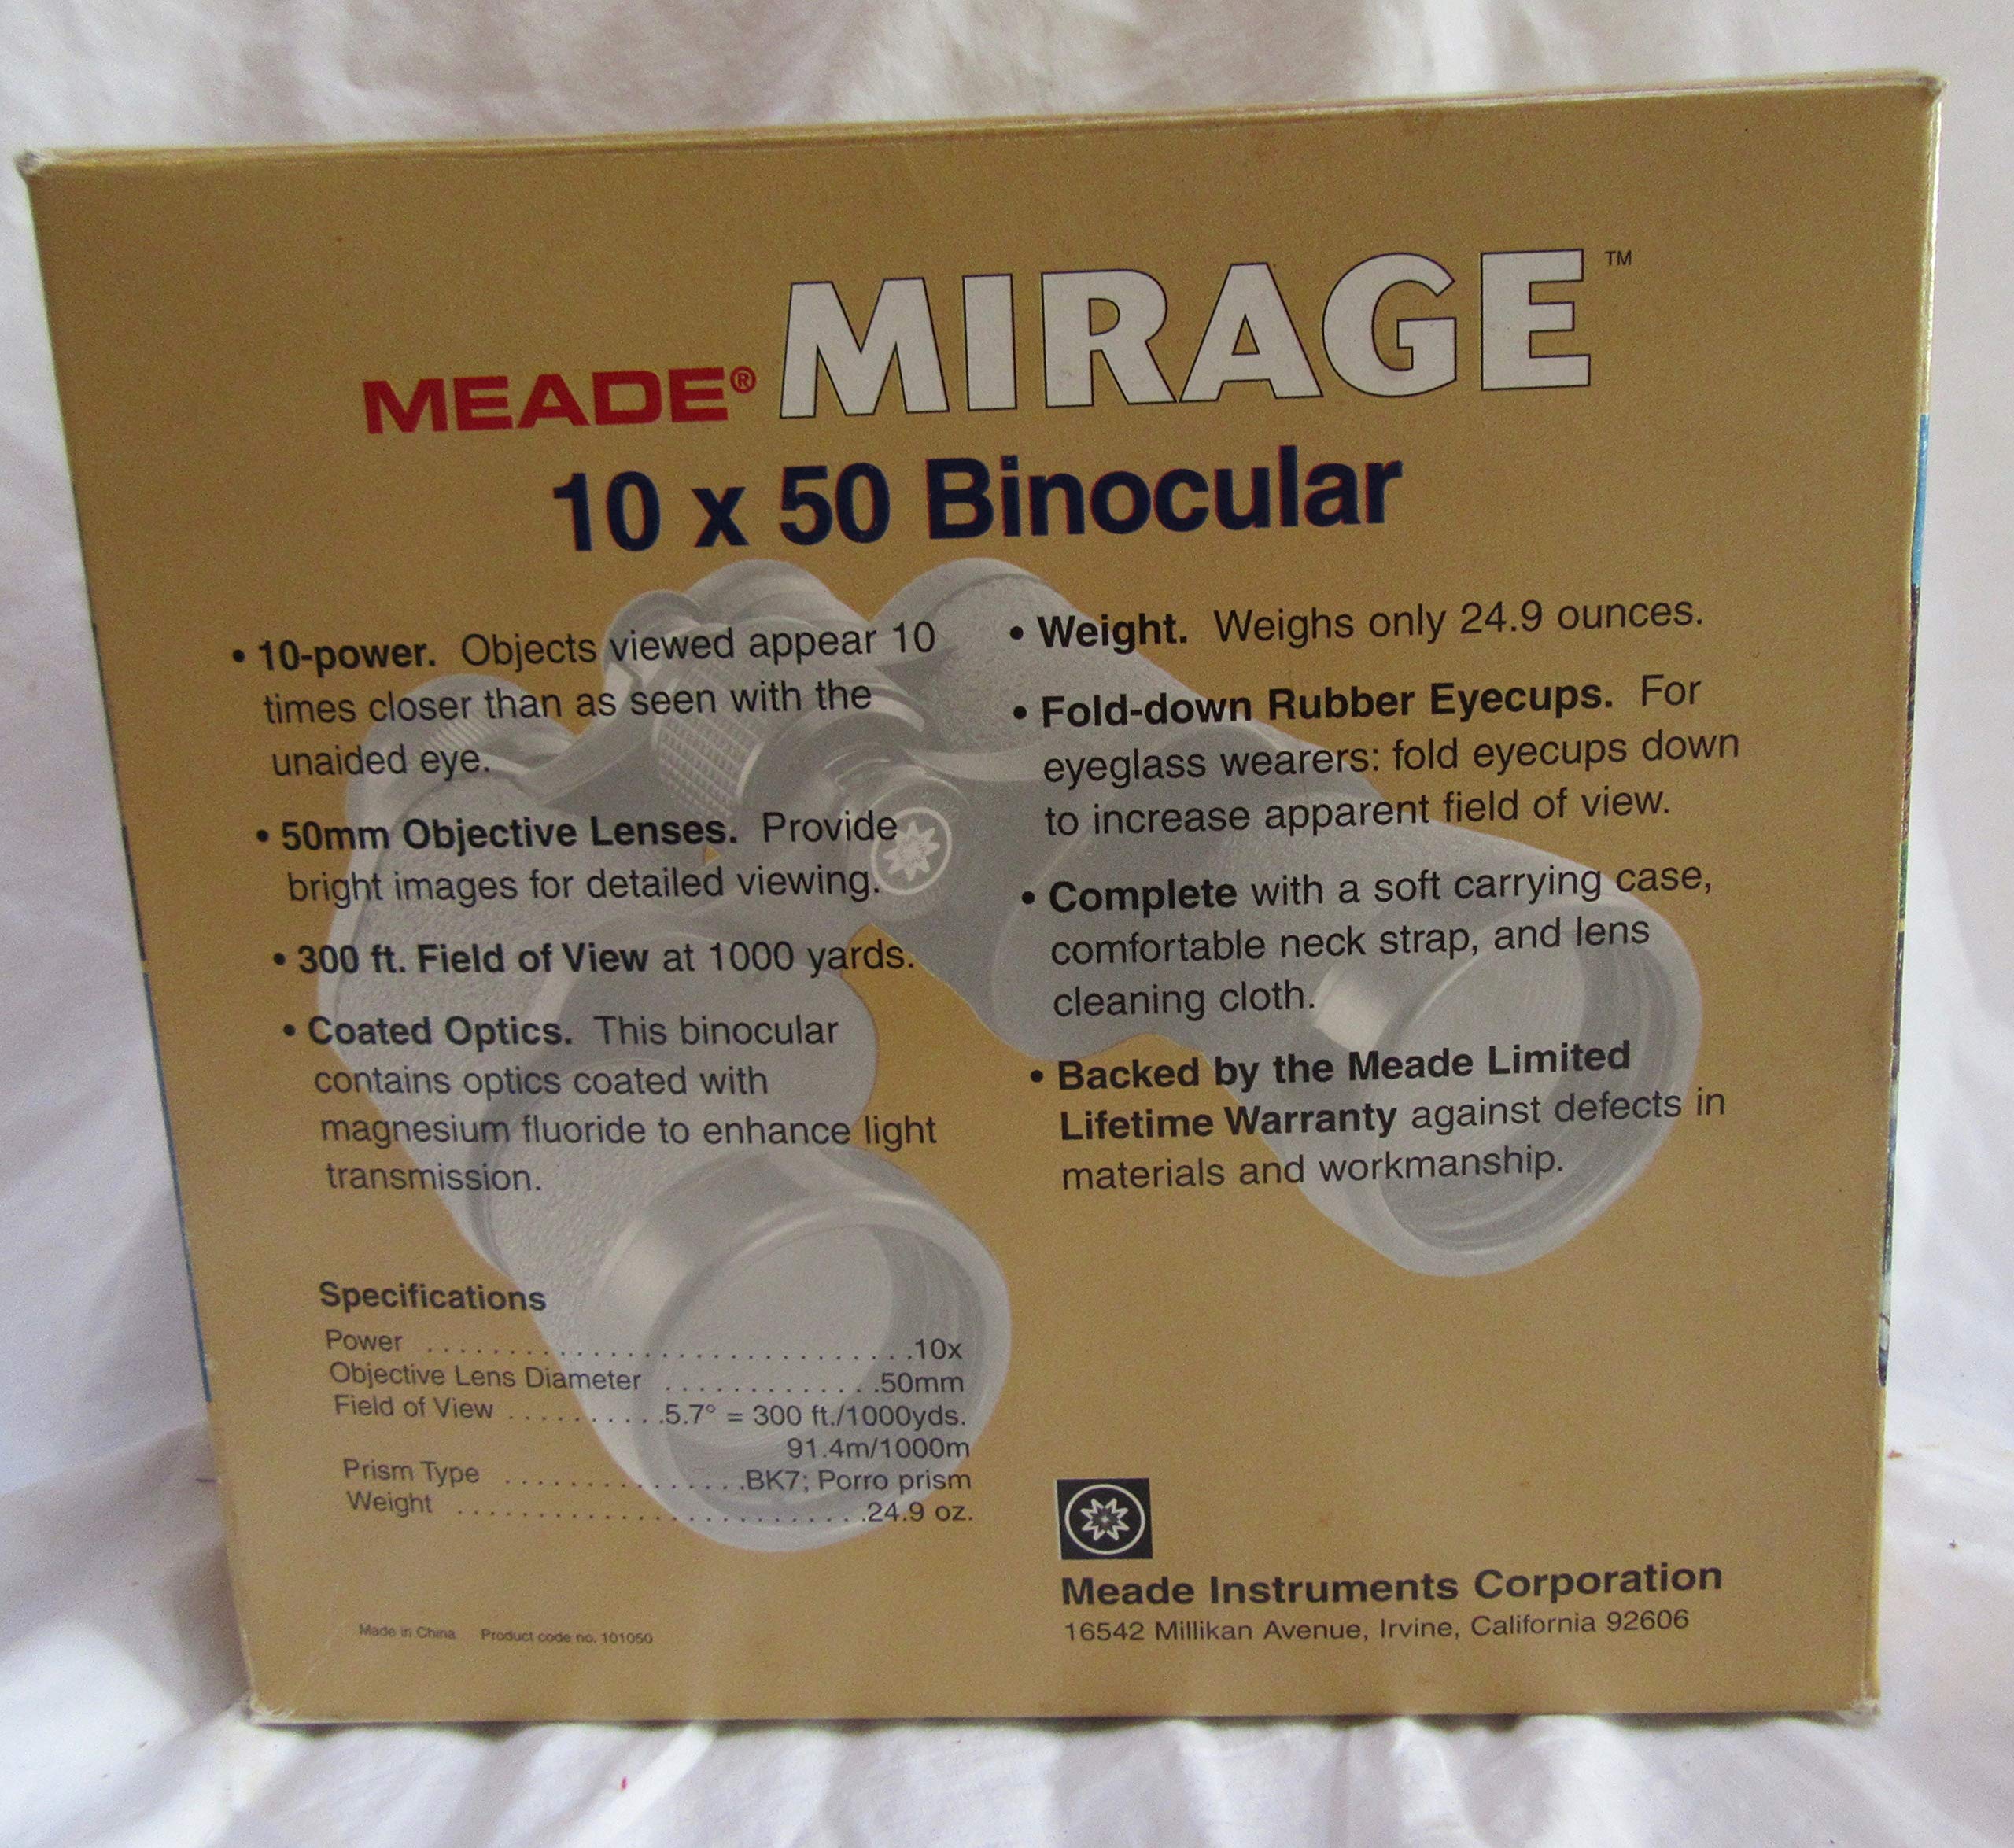 MEADE® MIRAGE™
10 x 50 Binocular
• 10-power. Objects viewed appear 10
times closer than as seen with the
unaided eye.
• 50mm Objective Lenses. Provide
bright images for detailed viewing.
• 300 ft. Field of View at 1000 yards.
• Coated Optics. This binocular
contains optics coated with
magnesium fluoride to enhance light
transmission.
• Weight. Weighs only 24.9 ounces.
• Fold-down Rubber Eyecups. For
eyeglass wearers: fold eyecups down
to increase apparent field of view.
• Complete with a soft carrying case,
comfortable neck strap, and lens
cleaning cloth.
• Backed by the Meade Limited
Lifetime Warranty against defects in
materials and workmanship.
Specifications
Power ..............................10x
Objective Lens Diameter ..............50mm
Field of View ..........5.7° = 300 ft./1000yds.
91.4m/1000m
Prism Type ...............BK7; Porro prism
Weight ..........................24.9 oz.
Made in China Product code no. 101050
Meade Instruments Corporation
16542 Millikan Avenue, Irvine, California 92606